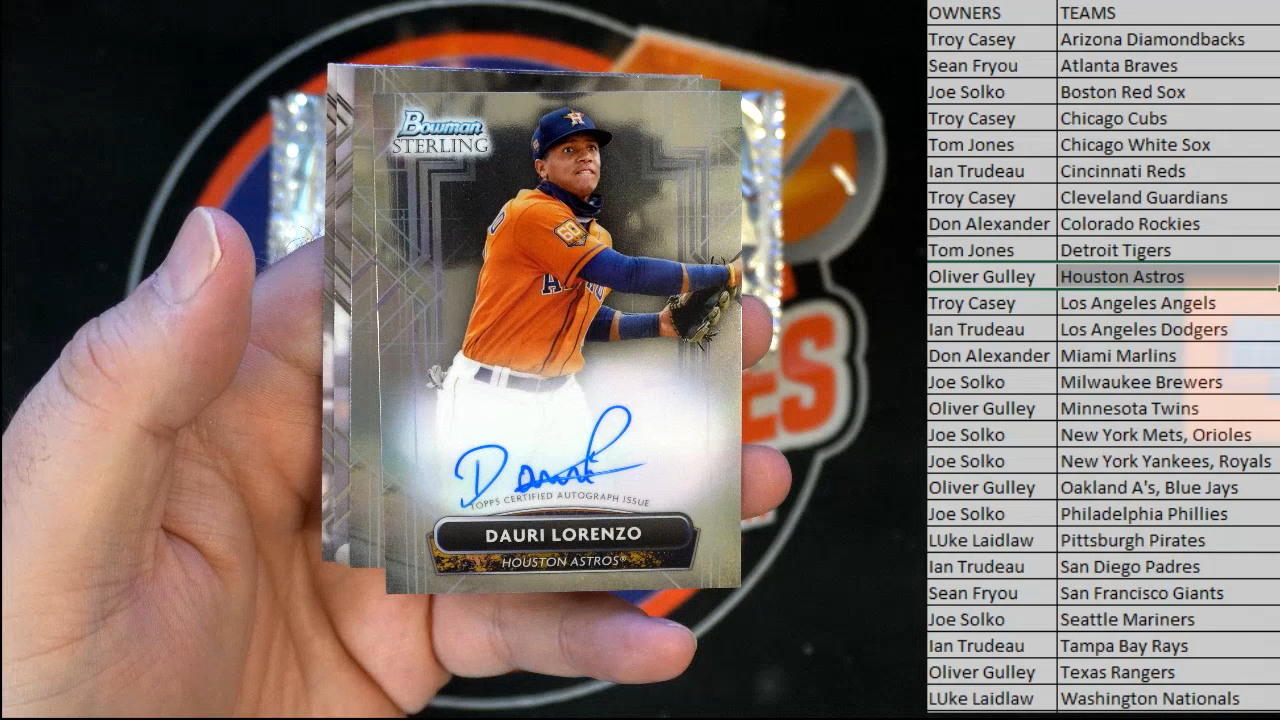 Bowman
STERLING
60
TOPPS CERTIFIED AUTOGRAPH ISSUE
DAURI LORENZO
HOUSTON ASTROS®
ES
OWNERS TEAMS
Troy Casey Arizona Diamondbacks
Sean Fryou Atlanta Braves
Joe Solko Boston Red Sox
Troy Casey Chicago Cubs
Tom Jones Chicago White Sox
Ian Trudeau Cincinnati Reds
Troy Casey Cleveland Guardians
Don Alexander Colorado Rockies
Tom Jones Detroit Tigers
Oliver Gulley Houston Astros
Troy Casey Los Angeles Angels
Ian Trudeau Los Angeles Dodgers
Don Alexander Miami Marlins
Joe Solko Milwaukee Brewers
Oliver Gulley Minnesota Twins
Joe Solko New York Mets, Orioles
Joe Solko New York Yankees, Royals
Oliver Gulley Oakland A's, Blue Jays
Joe Solko Philadelphia Phillies
LUke Laidlaw Pittsburgh Pirates
Ian Trudeau San Diego Padres
Sean Fryou San Francisco Giants
Joe Solko Seattle Mariners
Ian Trudeau Tampa Bay Rays
Oliver Gulley Texas Rangers
LUke Laidlaw Washington Nationals